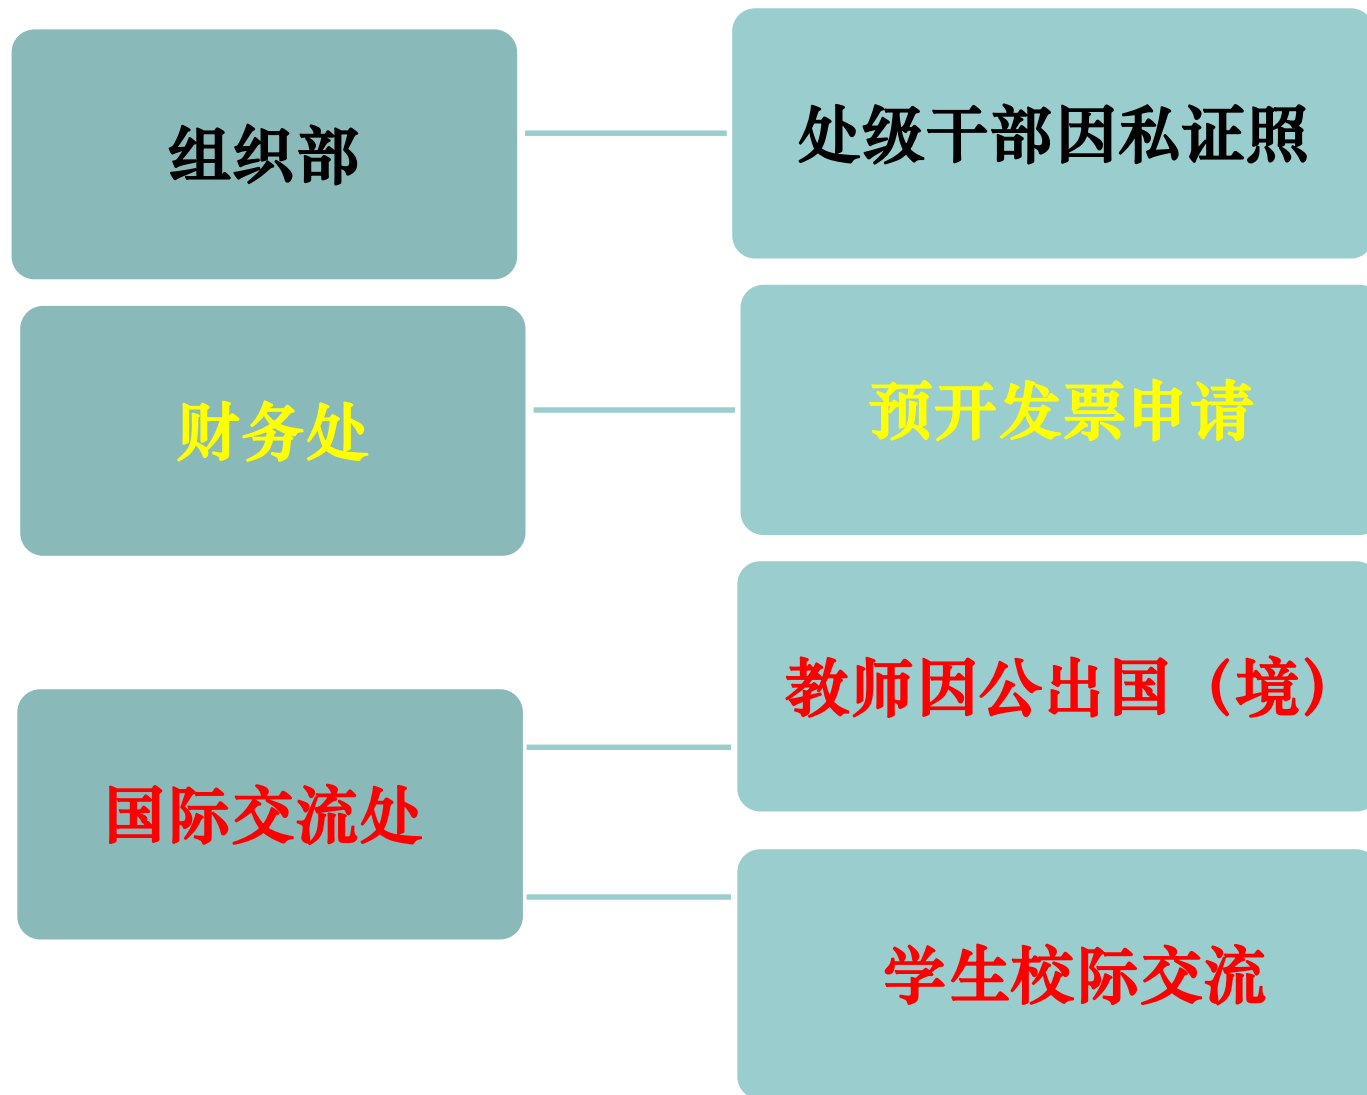 组织部
处级干部因私证照
财务处
预开发票申请
国际交流处
教师因公出国（境）
学生校际交流